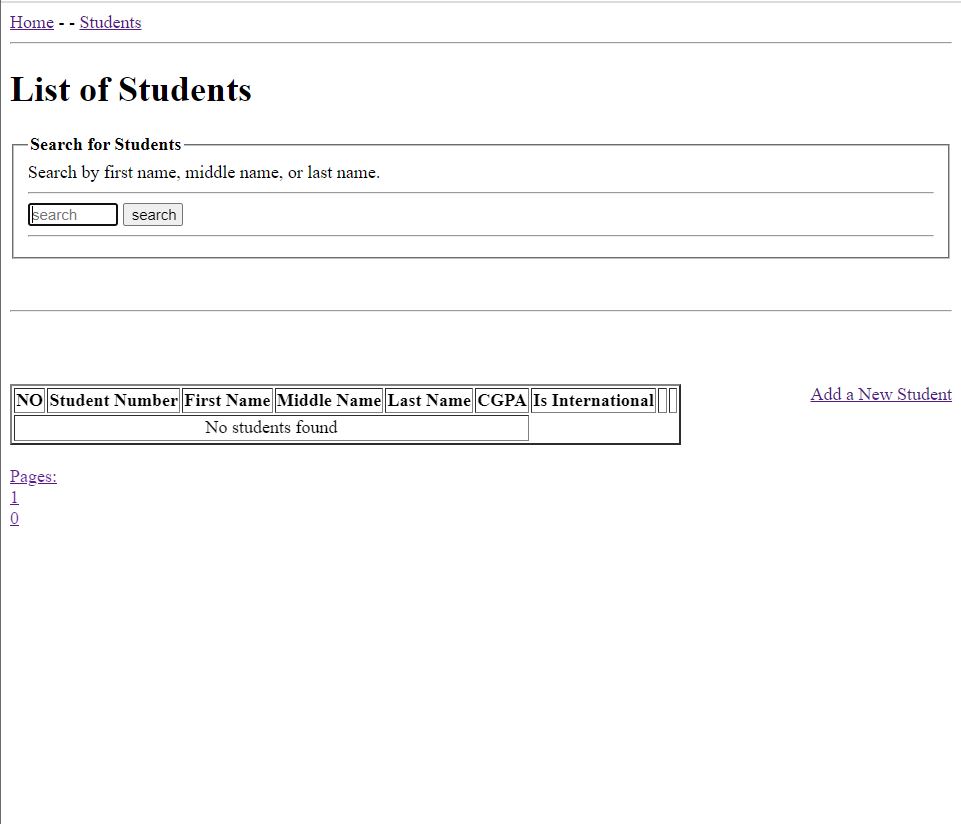 Home - - Students
List of Students
Search for Students
Search by first name, middle name, or last name.
search search
NO Student Number First Name Middle Name Last Name CGPA Is International
Add a New Student
No students found
Pages:
1
0